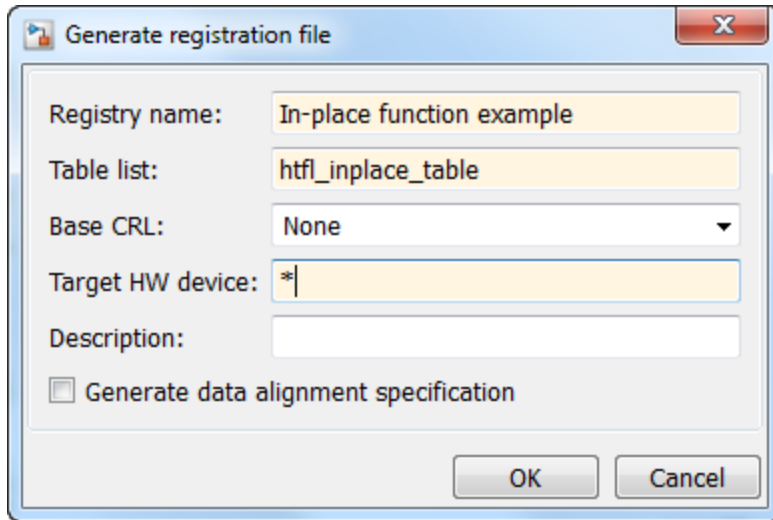 Generate registration file
Registry name: In-place function example
Table list: htfl_inplace_table
Base CRL: None
Target HW device: *
Description:
Generate data alignment specification
OK Cancel